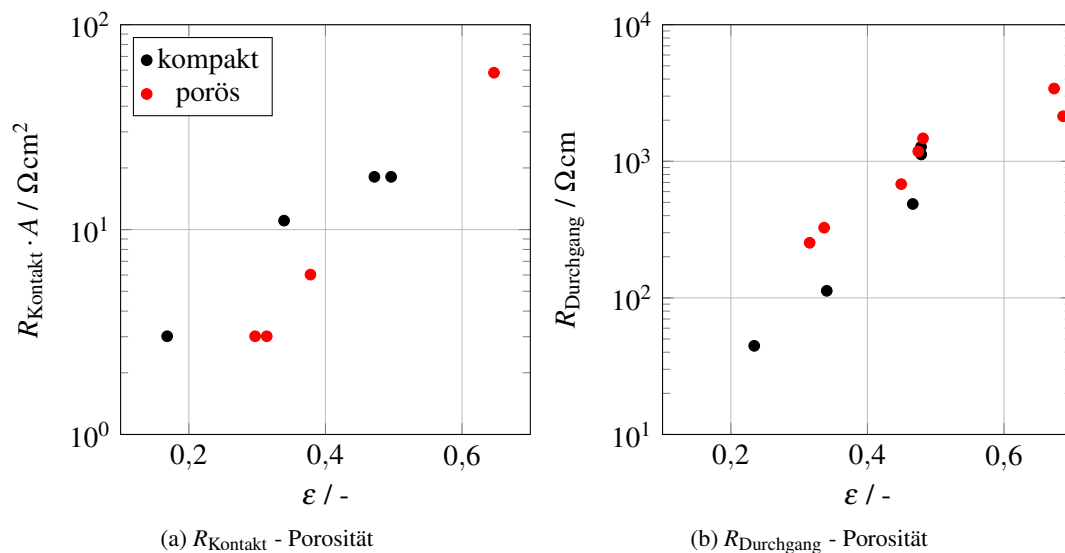 10²
10¹
10⁰
0,2 0,4 0,6
R_Kontakt · A / Ωcm²
ε / -
kompakt
porös
(a) R_Kontakt - Porosität
10⁴
10³
10²
10¹
0,2 0,4 0,6
R_Durchgang / Ωcm
ε / -
(b) R_Durchgang - Porosität